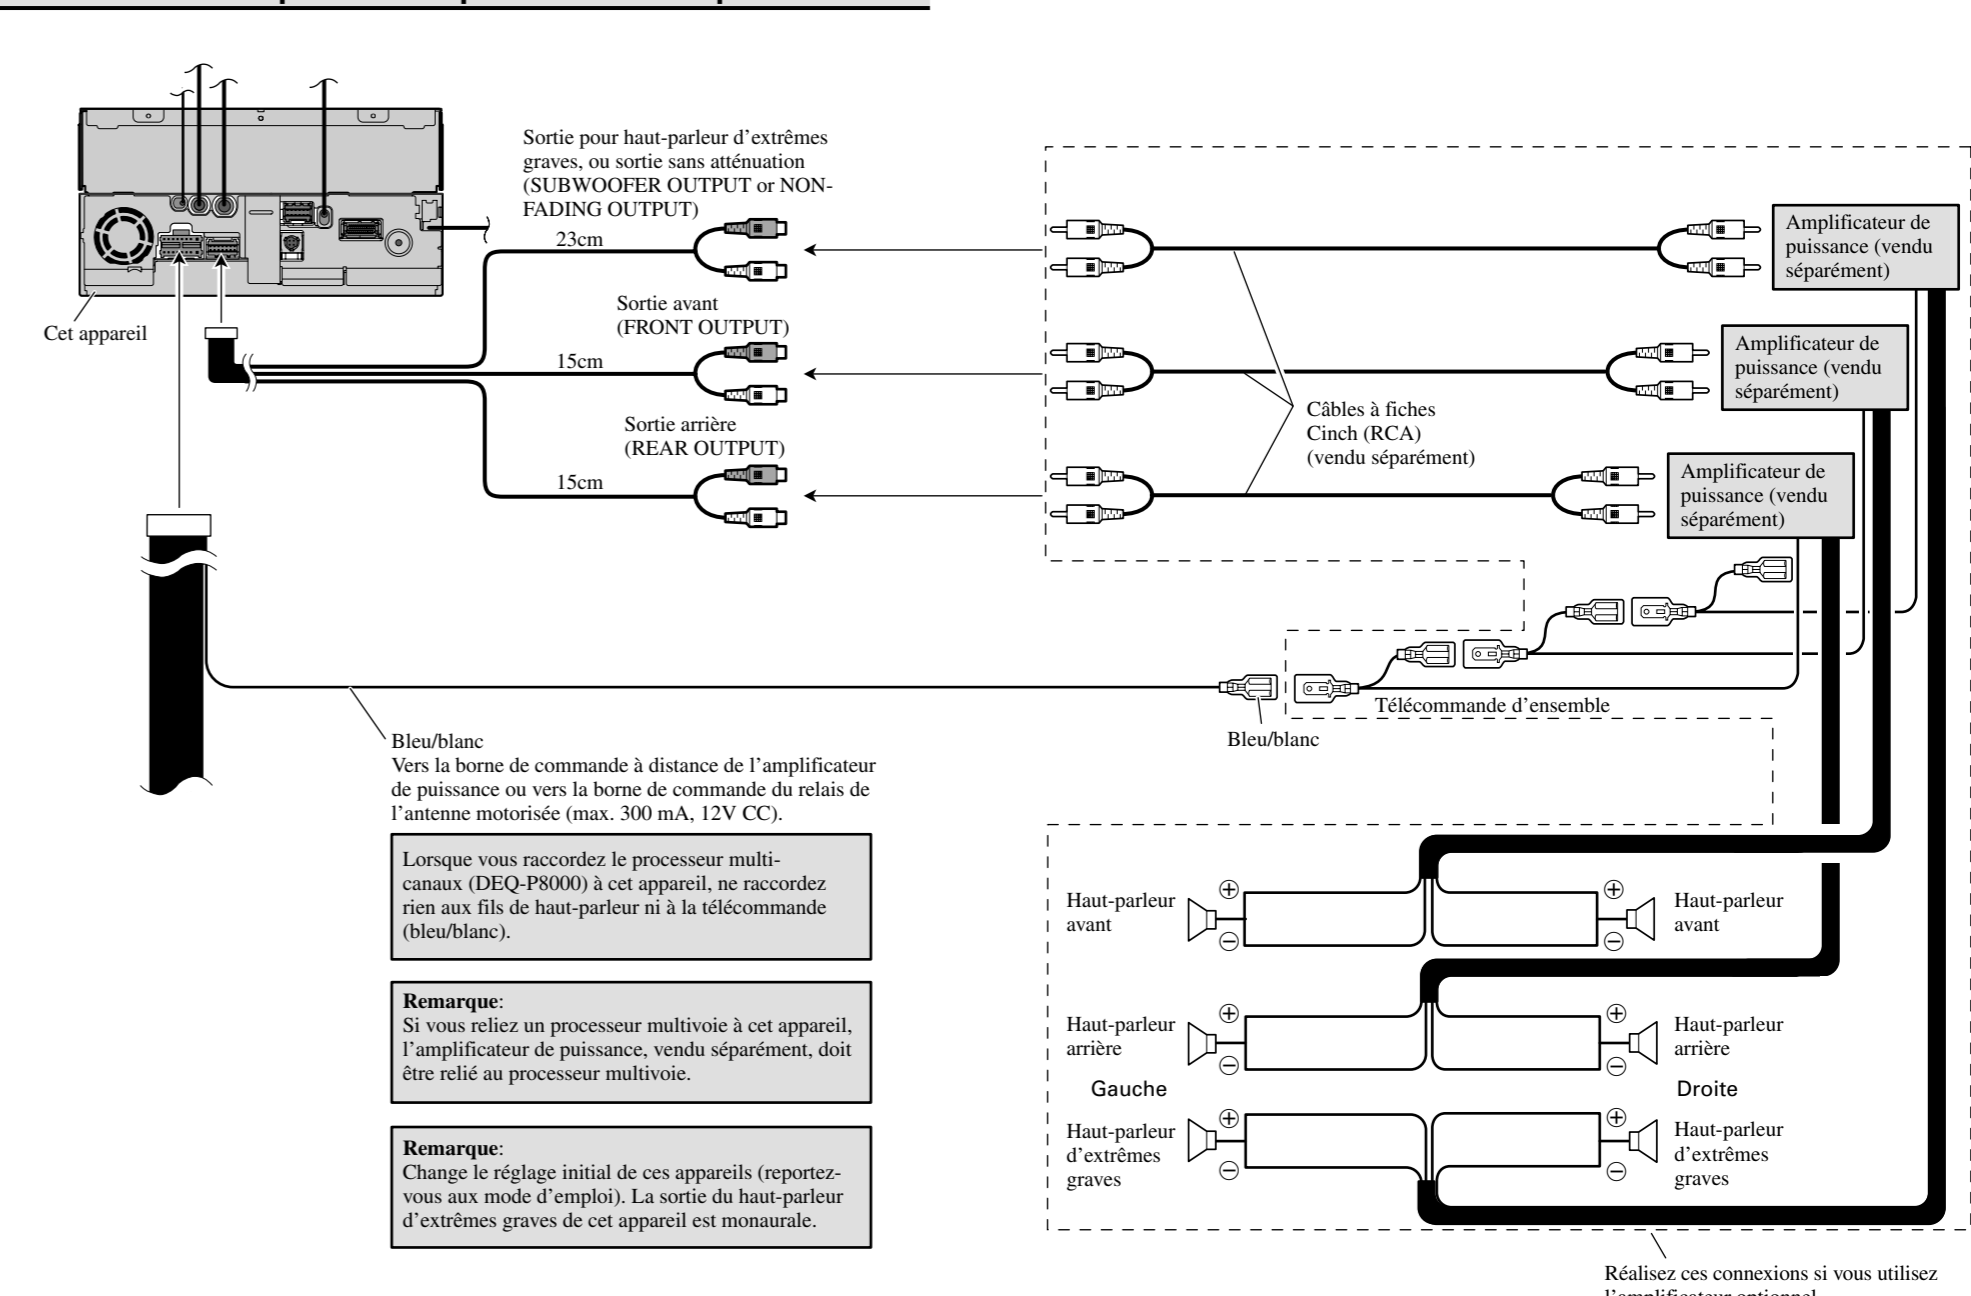 Sortie pour haut-parleur d’extrêmes
graves, ou sortie sans atténuation
(SUBWOOFER OUTPUT or NON-
FADING OUTPUT)
23cm
Cet appareil
Sortie avant
(FRONT OUTPUT)
15cm
Sortie arrière
(REAR OUTPUT)
15cm
Amplificateur de
puissance (vendu
séparément)
Amplificateur de
puissance (vendu
séparément)
Amplificateur de
puissance (vendu
séparément)
Câbles à fiches
Cinch (RCA)
(vendu séparément)
Télécommande d’ensemble
Bleu/blanc
Bleu/blanc
Vers la borne de commande à distance de l’amplificateur
de puissance ou vers la borne de commande du relais de
l’antenne motorisée (max. 300 mA, 12V CC).
Lorsque vous raccordez le processeur multi-
canaux (DEQ-P8000) à cet appareil, ne raccordez
rien aux fils de haut-parleur ni à la télécommande
(bleu/blanc).
Remarque:
Si vous reliez un processeur multivoie à cet appareil,
l’amplificateur de puissance, vendu séparément, doit
être relié au processeur multivoie.
Remarque:
Change le réglage initial de ces appareils (reportez-
vous aux mode d’emploi). La sortie du haut-parleur
d’extrêmes graves de cet appareil est monaurale.
Haut-parleur
avant
Haut-parleur
avant
Haut-parleur
arrière
Haut-parleur
arrière
Gauche
Droite
Haut-parleur
d’extrêmes
graves
Haut-parleur
d’extrêmes
graves
Réalisez ces connexions si vous utilisez
l’amplificateur optionnel